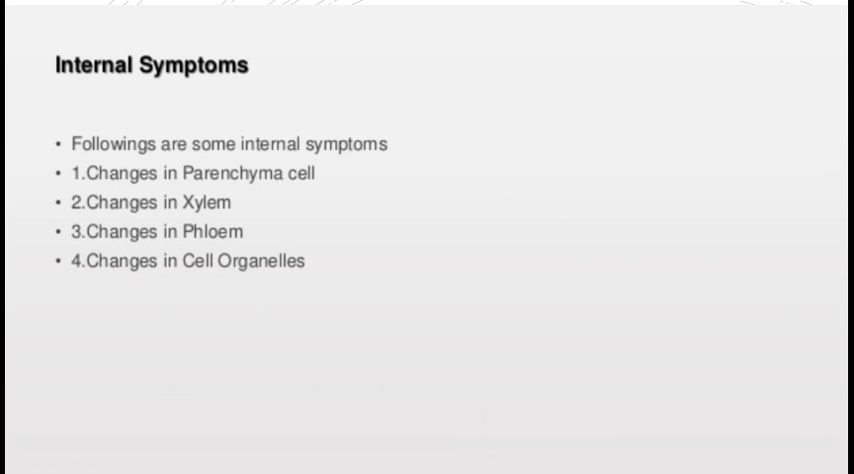 Internal Symptoms
• Followings are some internal symptoms
• 1.Changes in Parenchyma cell
• 2.Changes in Xylem
• 3.Changes in Phloem
• 4.Changes in Cell Organelles